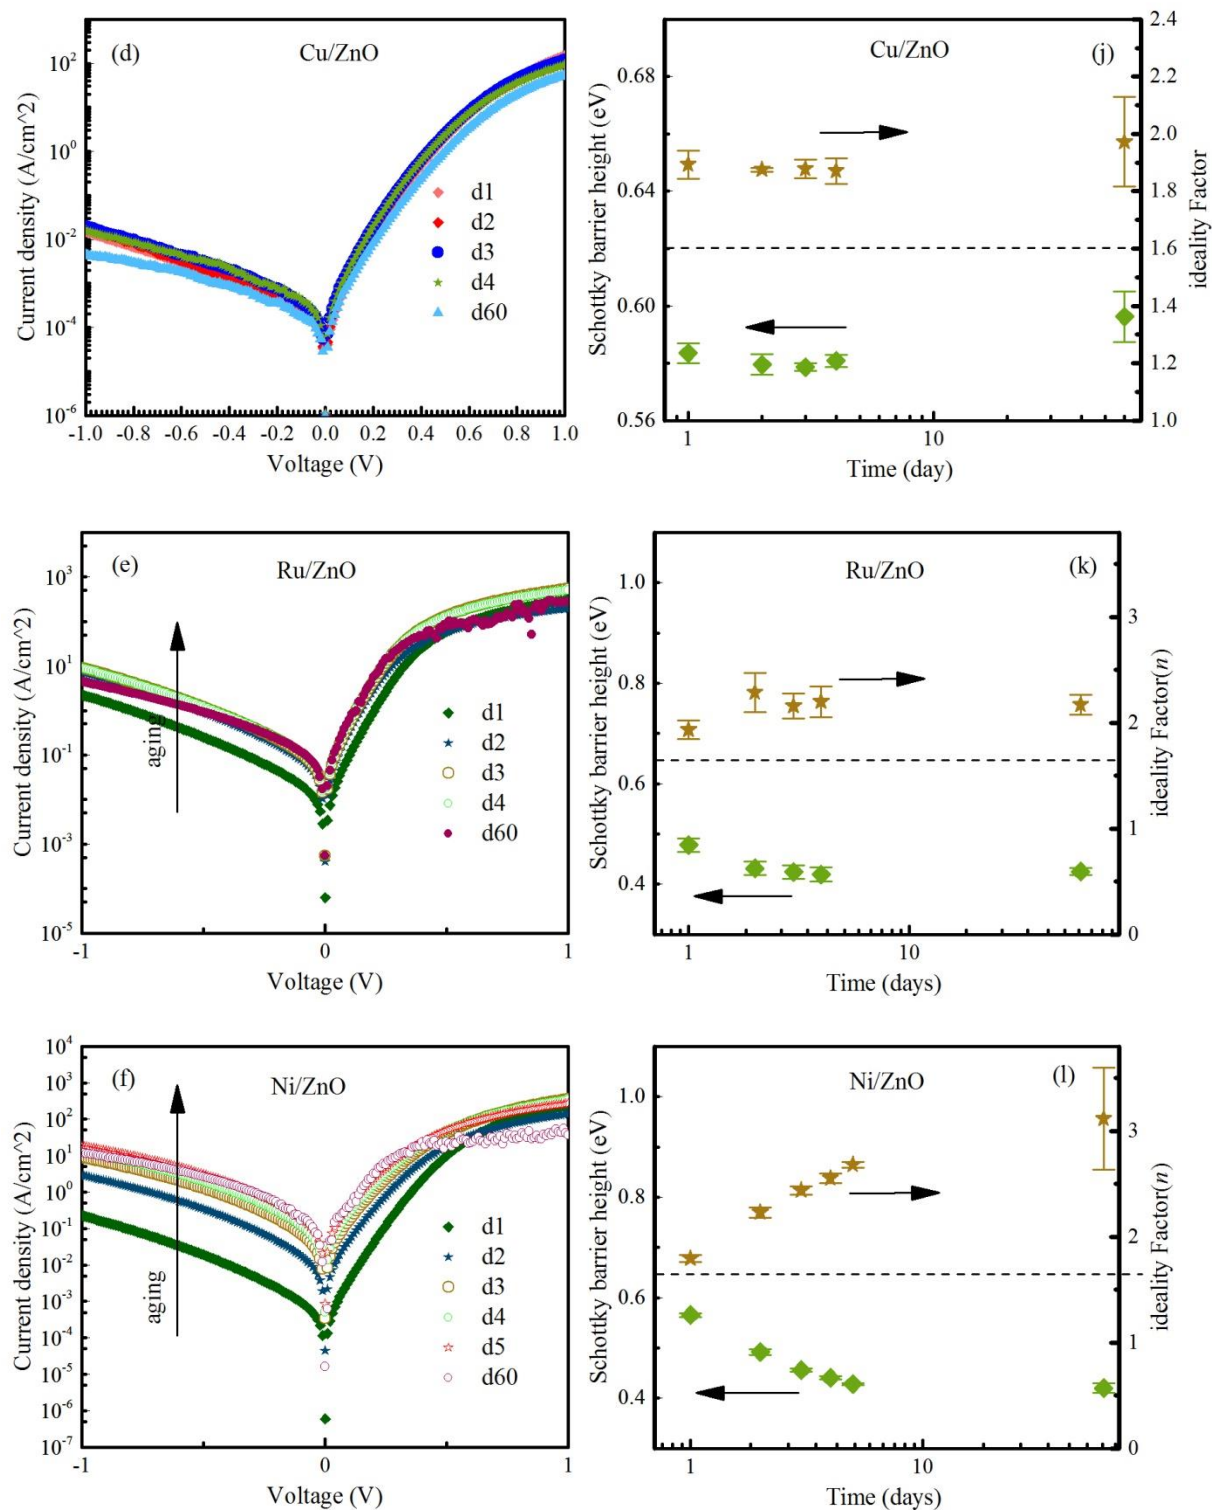 (d)
Cu/ZnO
10^2
10^0
10^-2
10^-4
10^-6
Current density (A/cm^2)
d1
d2
d3
d4
d60
-1.0 -0.8 -0.6 -0.4 -0.2 0.0 0.2 0.4 0.6 0.8 1.0
Voltage (V)
Cu/ZnO
(j)
0.68
0.64
0.60
0.56
Schottky barrier height (eV)
2.4
2.2
2.0
1.8
1.6
1.4
1.2
1.0
ideality Factor
1 10
Time (day)
(e)
Ru/ZnO
10^3
10^1
10^-1
10^-3
10^-5
Current density (A/cm^2)
aging
d1
d2
d3
d4
d60
-1 0 1
Voltage (V)
Ru/ZnO
(k)
1.0
0.8
0.6
0.4
Schottky barrier height (eV)
3
2
1
0
ideality Factor(n)
1 10
Time (days)
(f)
Ni/ZnO
10^4
10^3
10^2
10^1
10^0
10^-1
10^-2
10^-3
10^-4
10^-5
10^-6
10^-7
Current density (A/cm^2)
aging
d1
d2
d3
d4
d5
d60
-1 0 1
Voltage (V)
Ni/ZnO
(l)
1.0
0.8
0.6
0.4
Schottky barrier height (eV)
3
2
1
0
ideality Factor(n)
1 10
Time (days)